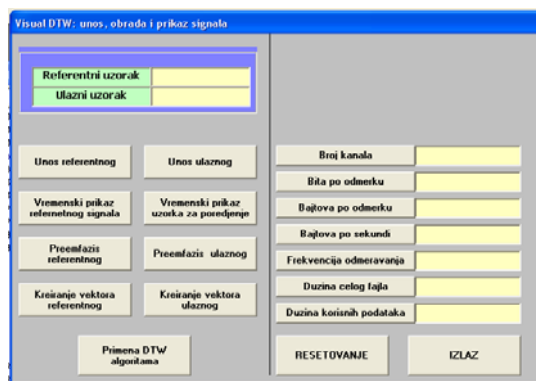 Visual DTW: unos, obrada i prikaz signala
Referentni uzorak
Ulazni uzorak
Unos referentnog
Unos ulaznog
Vremenski prikaz
refernetnog signala
Vremenski prikaz
uzorka za poredjenje
Preemfazis
referentnog
Preemfazis ulaznog
Kreiranje vektora
referentnog
Kreiranje vektora
ulaznog
Primena DTW
algoritama
Broj kanala
Bita po odmerku
Bajtova po odmerku
Bajtova po sekundi
Frekvencija odmeravanja
Duzina celog fajla
Duzina korisnih podataka
RESETOVANJE
IZLAZ